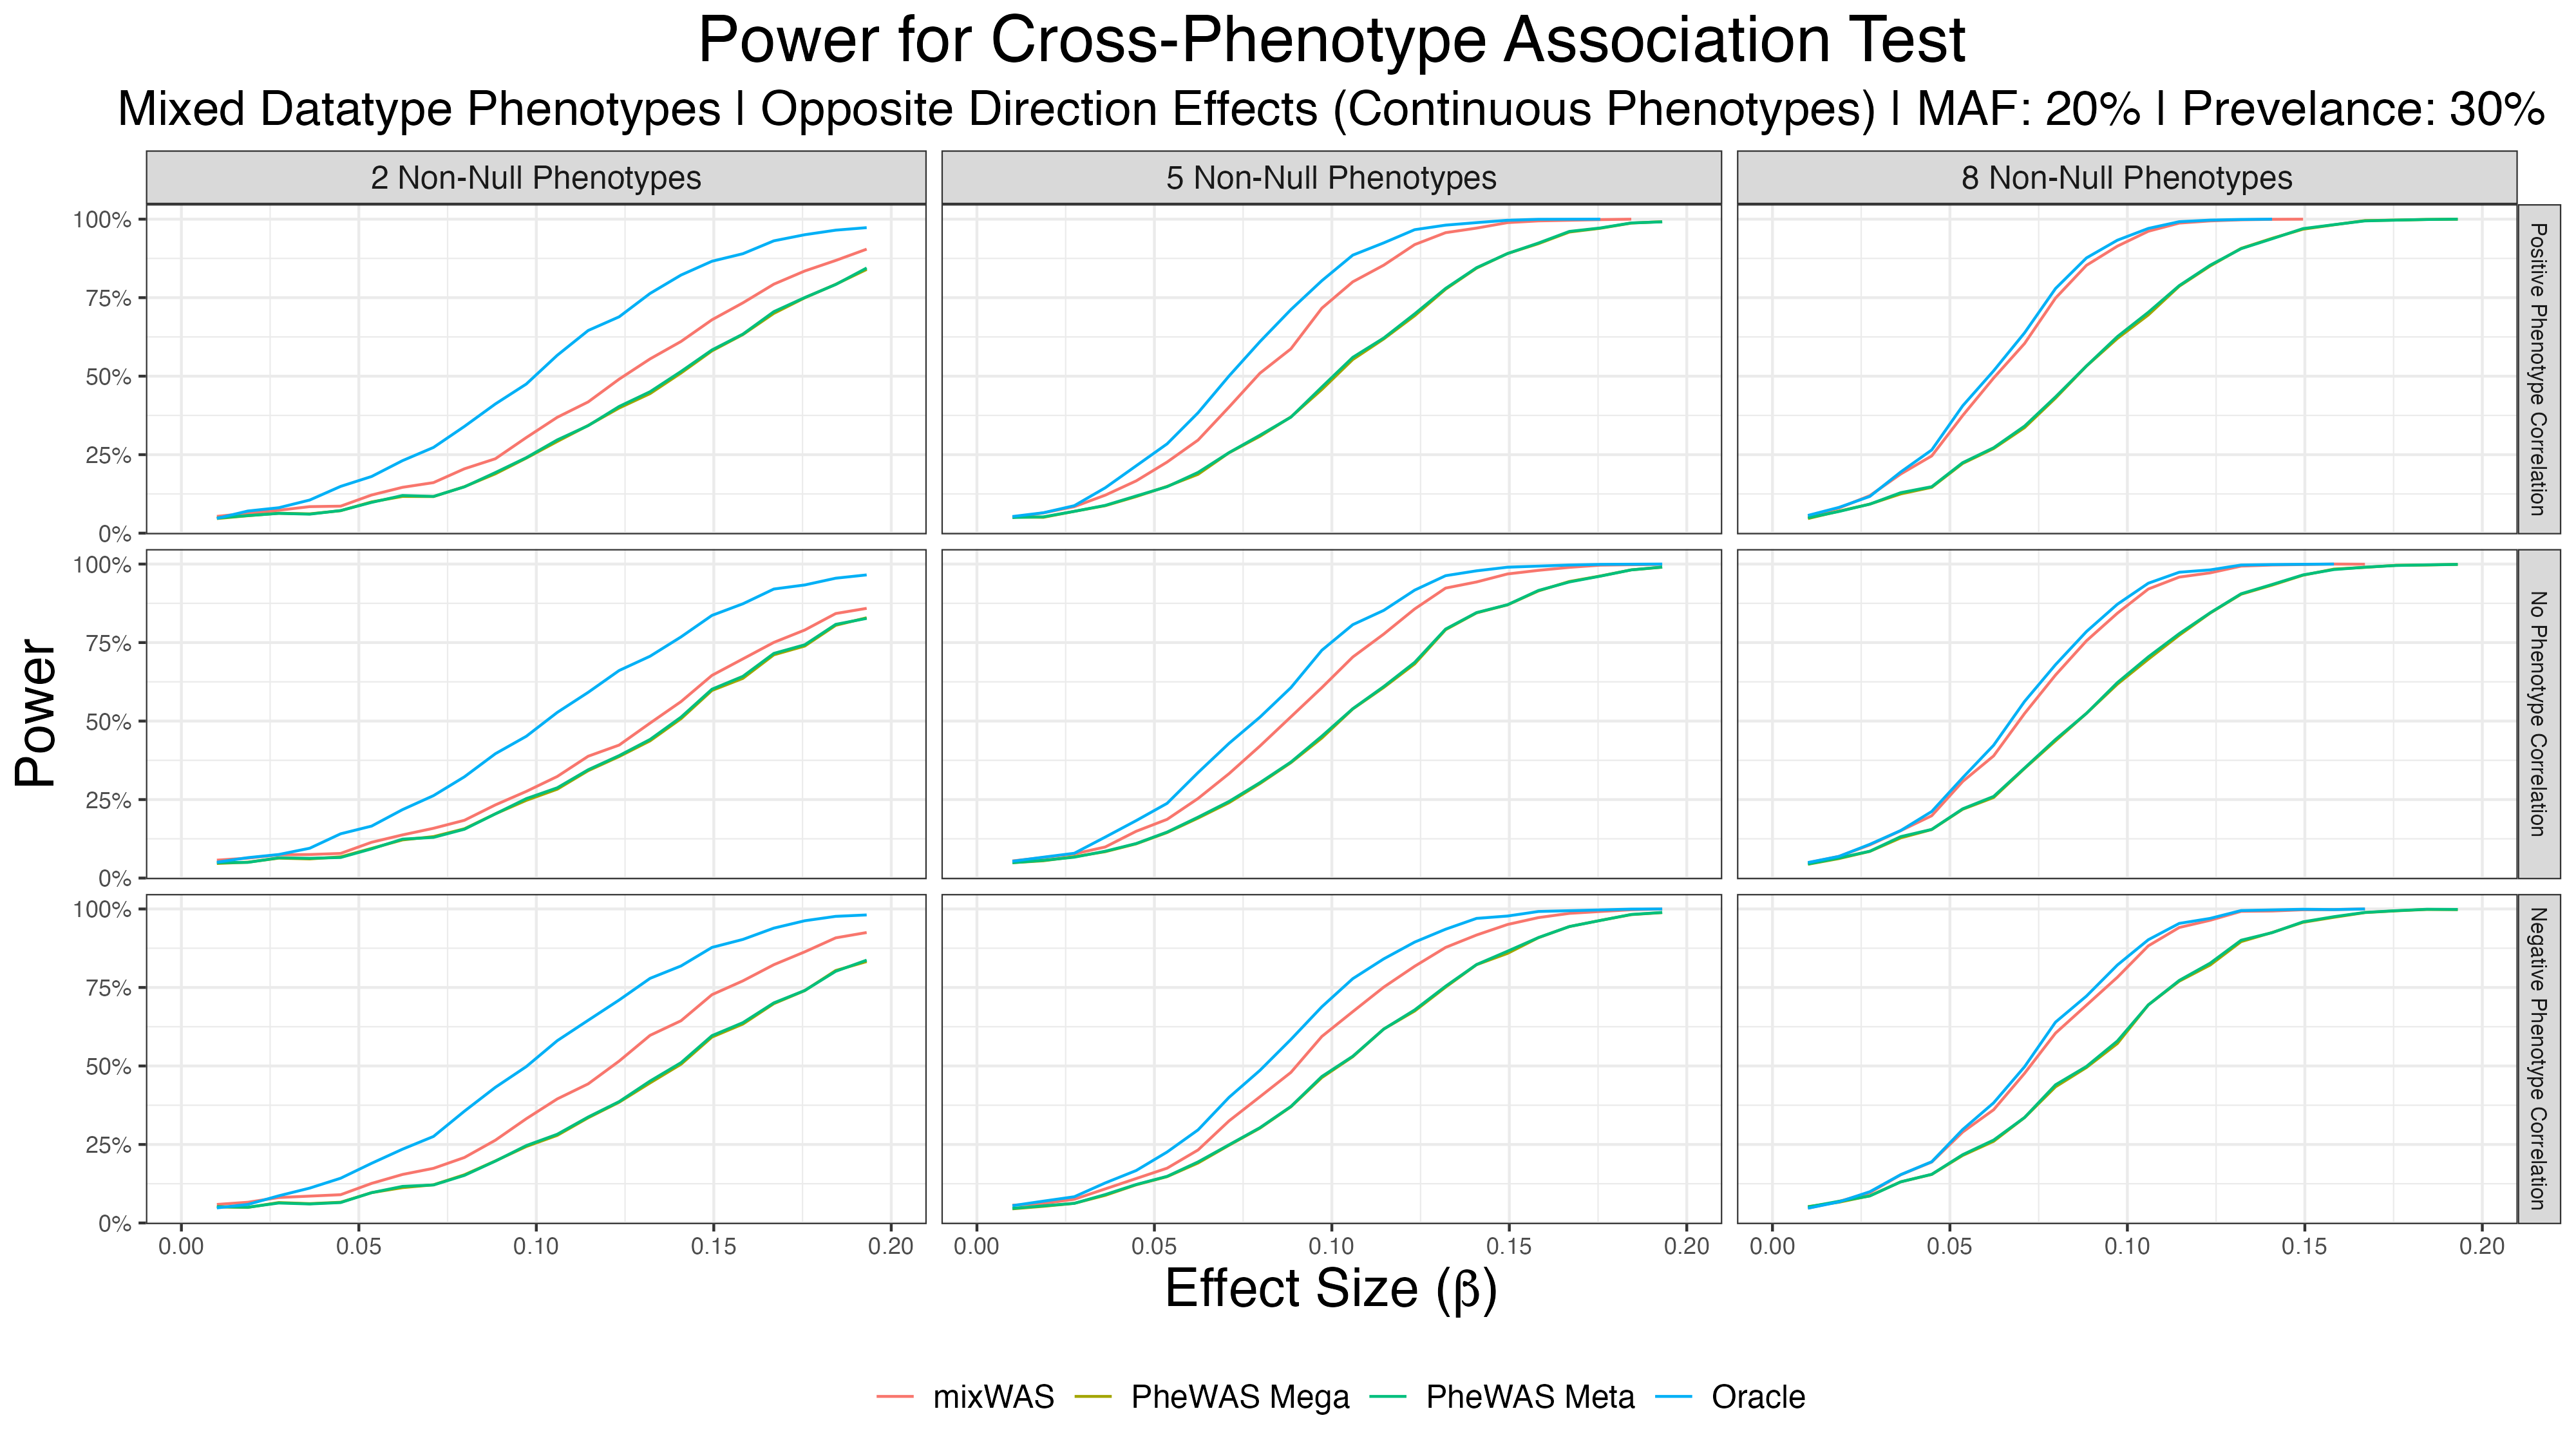 Power for Cross-Phenotype Association Test
Mixed Datatype Phenotypes | Opposite Direction Effects (Continuous Phenotypes) | MAF: 20% | Prevelance: 30%
2 Non-Null Phenotypes
5 Non-Null Phenotypes
8 Non-Null Phenotypes
100%
75%
50%
25%
0%
Positive Phenotype Correlation
100%
75%
50%
25%
0%
No Phenotype Correlation
100%
75%
50%
25%
0%
Negative Phenotype Correlation
Power
0.00 0.05 0.10 0.15 0.20
0.00 0.05 0.10 0.15 0.20
0.00 0.05 0.10 0.15 0.20
Effect Size (β)
mixWAS PheWAS Mega PheWAS Meta Oracle